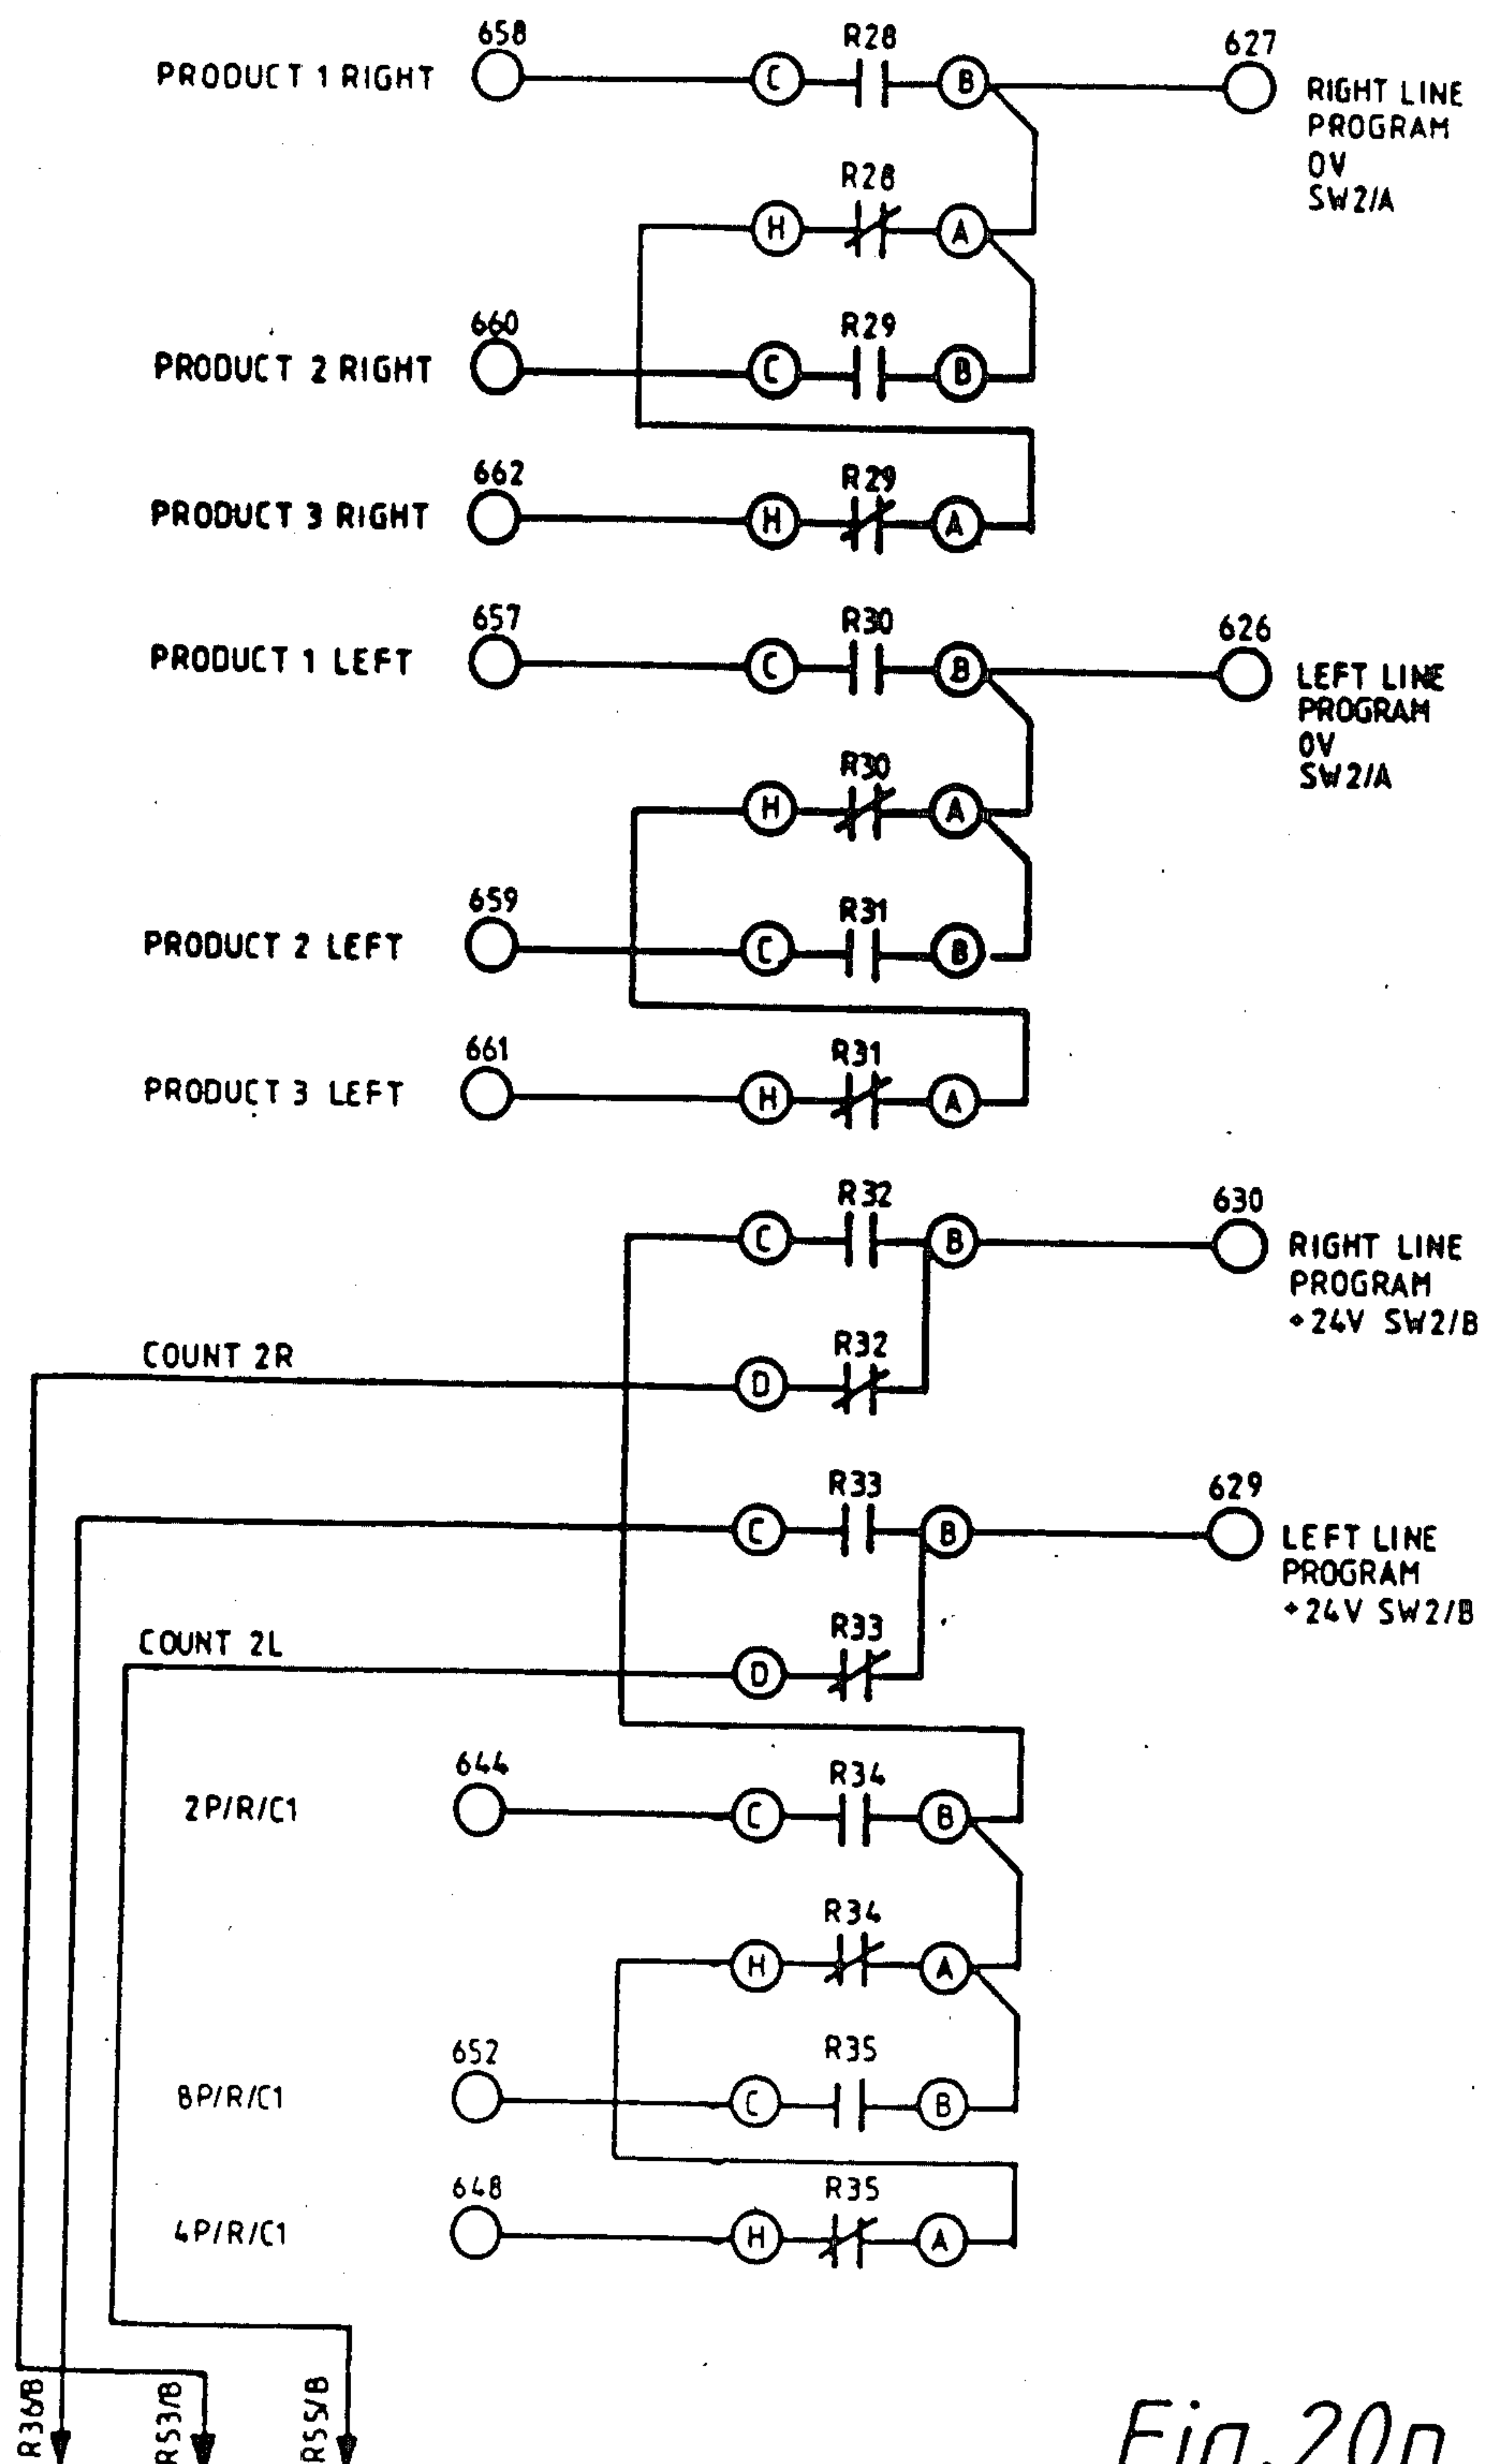 658 R28 627
PRODUCT 1 RIGHT C B RIGHT LINE
PROGRAM
0V
SW2/A
R28
H A
660 R29
PRODUCT 2 RIGHT C B
662 R29
PRODUCT 3 RIGHT H A
657 R30 626
PRODUCT 1 LEFT C B LEFT LINE
PROGRAM
0V
SW2/A
R30
H A
659 R31
PRODUCT 2 LEFT C B
661 R31
PRODUCT 3 LEFT H A
R32 630
C B RIGHT LINE
PROGRAM
+24V SW2/B
COUNT 2R R32
D
R33 629
C B LEFT LINE
PROGRAM
+24V SW2/B
COUNT 2L R33
D
644 R34
2P/R/C1 C B
R34
H A
652 R35
8P/R/C1 C B
648 R35
4P/R/C1 H A
R36/B
R53/B
R55/B
Fig. 20n